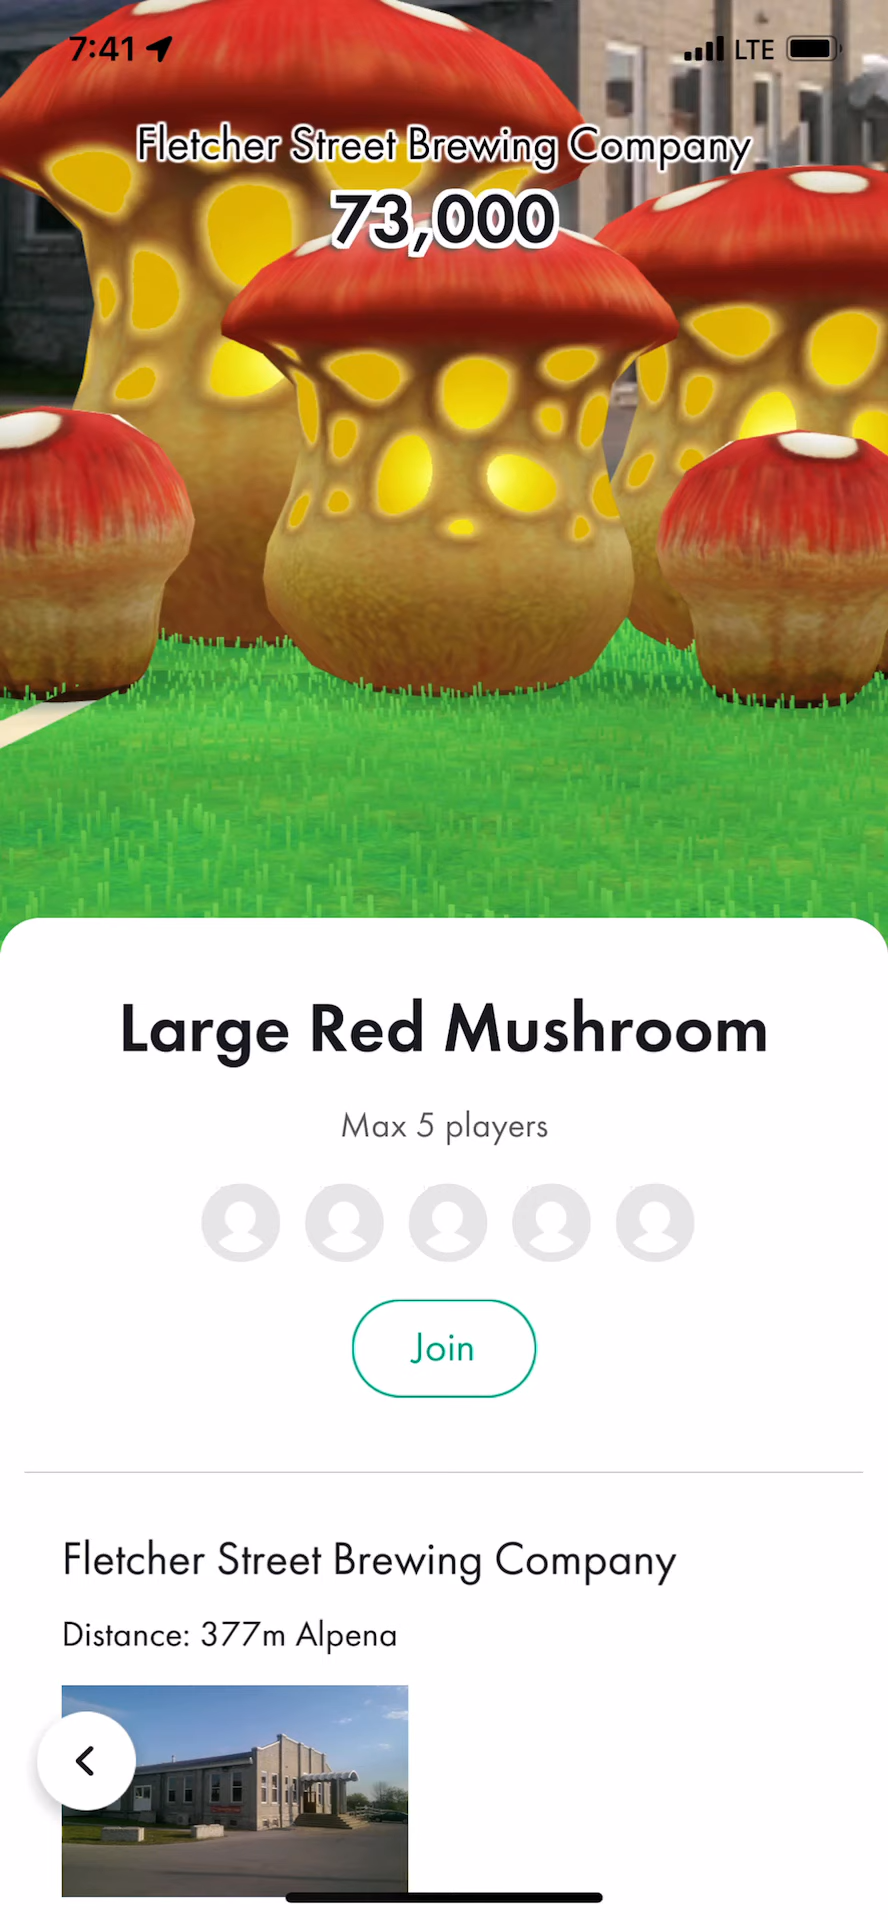 7:41 LTE
Fletcher Street Brewing Company
73,000
Large Red Mushroom
Max 5 players
Join
Fletcher Street Brewing Company
Distance: 377m Alpena